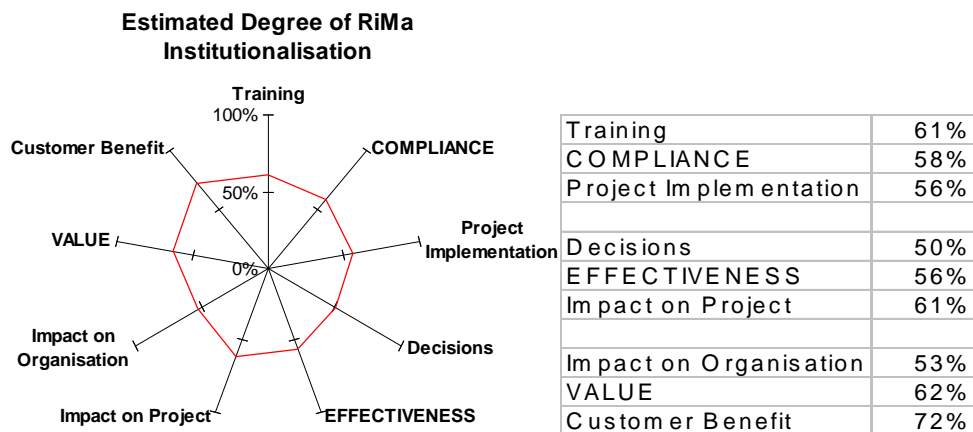 Estimated Degree of RiMa
Institutionalisation
Training
100%
Customer Benefit
COMPLIANCE
50%
Project
Implementation
VALUE
0%
Impact on
Organisation
Decisions
Impact on Project
EFFECTIVENESS
Training 61%
COMPLIANCE 58%
Project Implementation 56%
Decisions 50%
EFFECTIVENESS 56%
Impact on Project 61%
Impact on Organisation 53%
VALUE 62%
Customer Benefit 72%